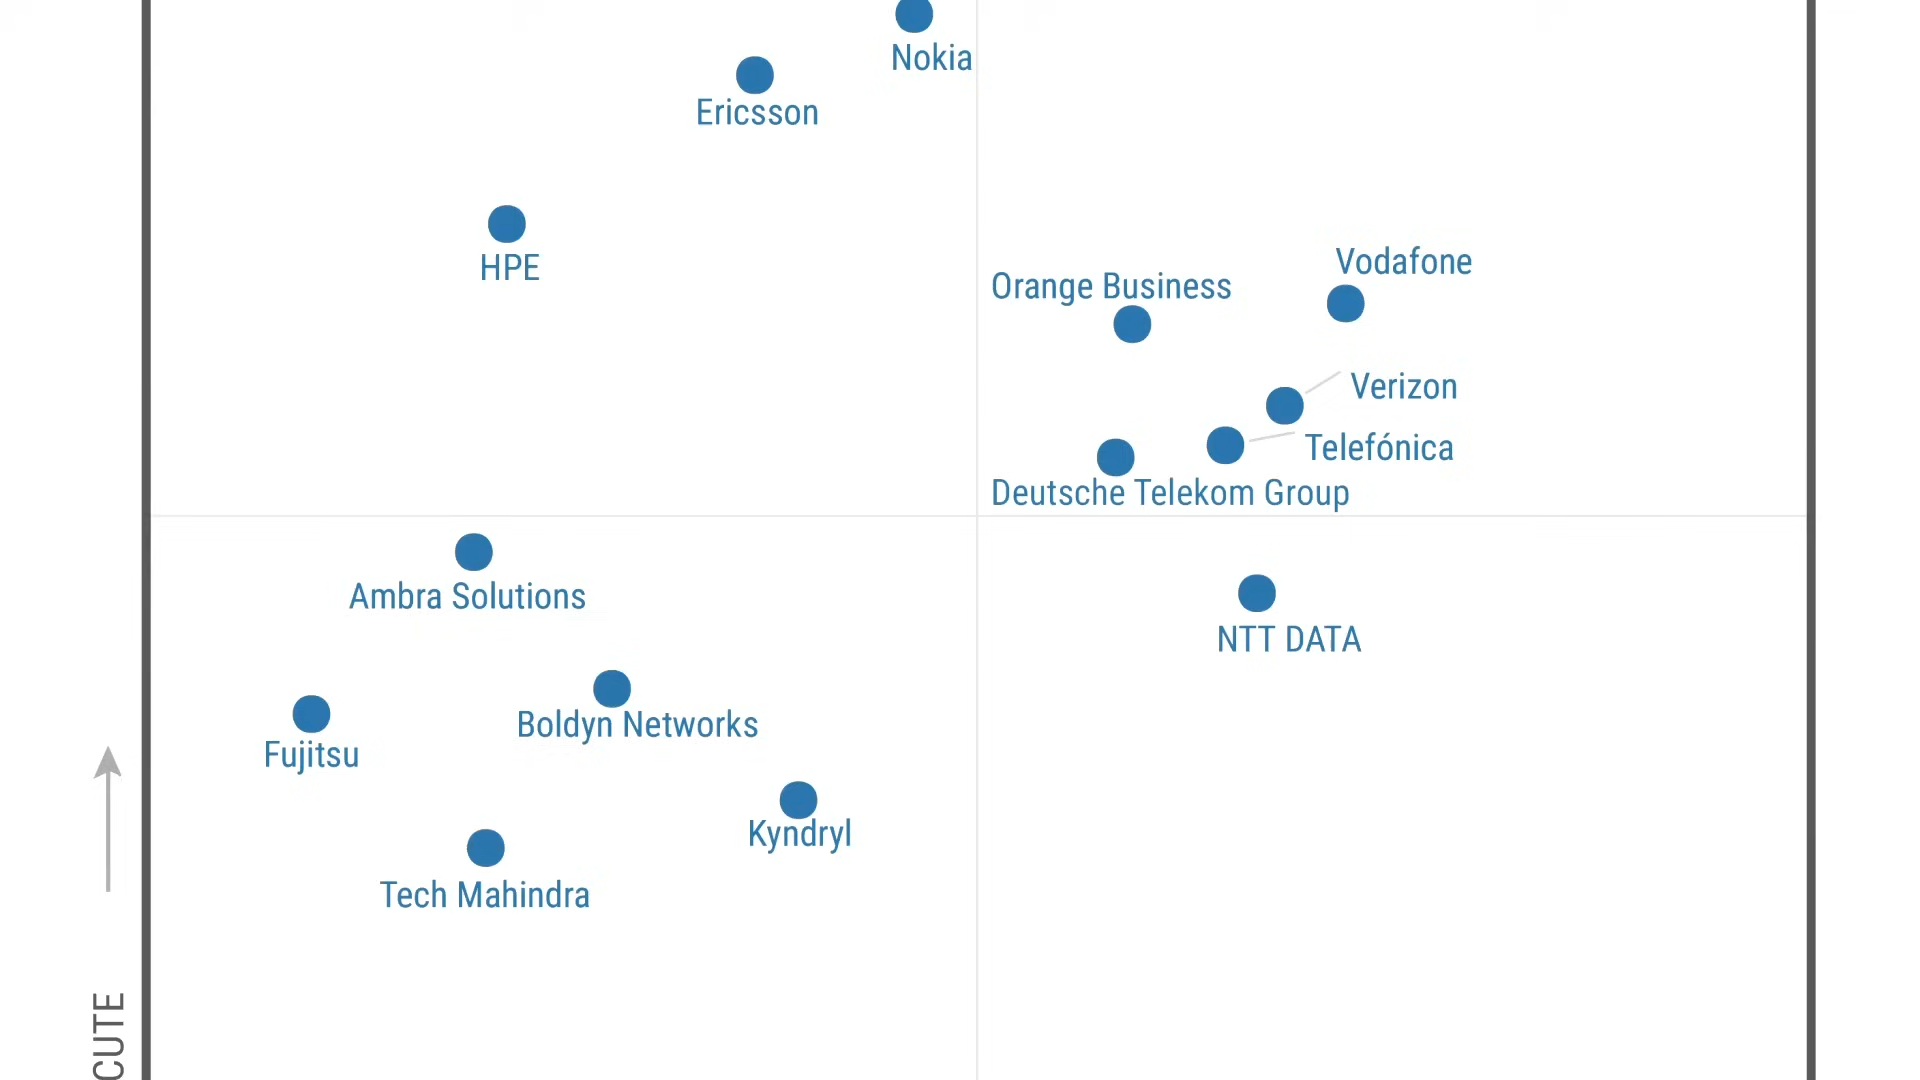 Nokia
Ericsson
HPE
Vodafone
Orange Business
Verizon
Telefónica
Deutsche Telekom Group
Ambra Solutions
NTT DATA
Boldyn Networks
Fujitsu
Kyndryl
Tech Mahindra
CUTE